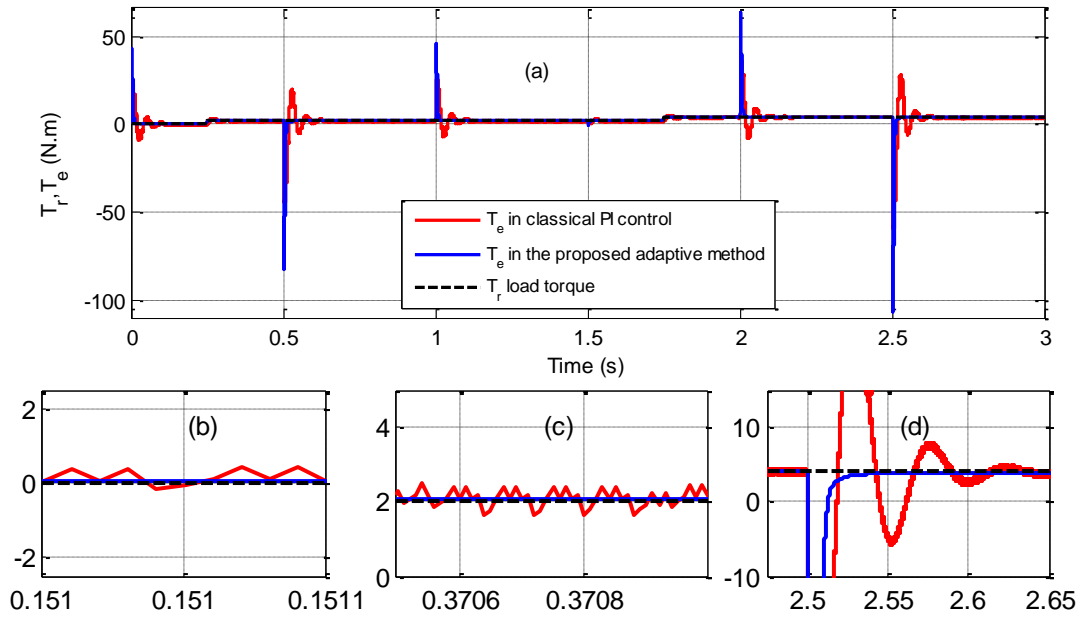 50
0
-50
-100
T_r,T_e (N.m)
(a)
T_e in classical PI control
T_e in the proposed adaptive method
T_r load torque
0 0.5 1 1.5 2 2.5 3
Time (s)
2
0
-2
(b)
0.151 0.151 0.1511
4
2
0
(c)
0.3706 0.3708
10
0
-10
(d)
2.5 2.55 2.6 2.65